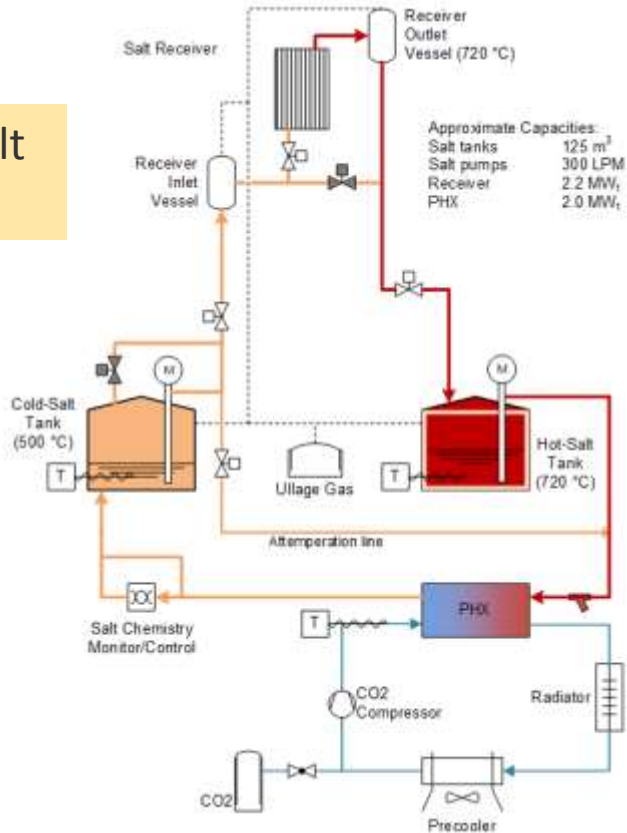 lt
Receiver
Outlet
Vessel (720 °C)
Salt Receiver
Approximate Capacities:
Salt tanks 125 m³
Salt pumps 300 LPM
Receiver 2.2 MWₜ
PHX 2.0 MWₜ
Receiver
Inlet
Vessel
M
M
Cold-Salt
Tank
(500 °C)
T
Ullage Gas
T
Hot-Salt
Tank
(720 °C)
Attemperation line
Salt Chemistry
Monitor/Control
T
PHX
CO2
Compressor
Radiator
CO2
Precooler